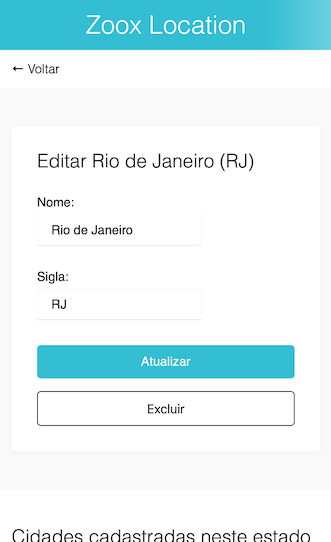 Zoox Location
← Voltar
Editar Rio de Janeiro (RJ)
Nome:
Rio de Janeiro
Sigla:
RJ
Atualizar
Excluir
Cidades cadastradas neste estado